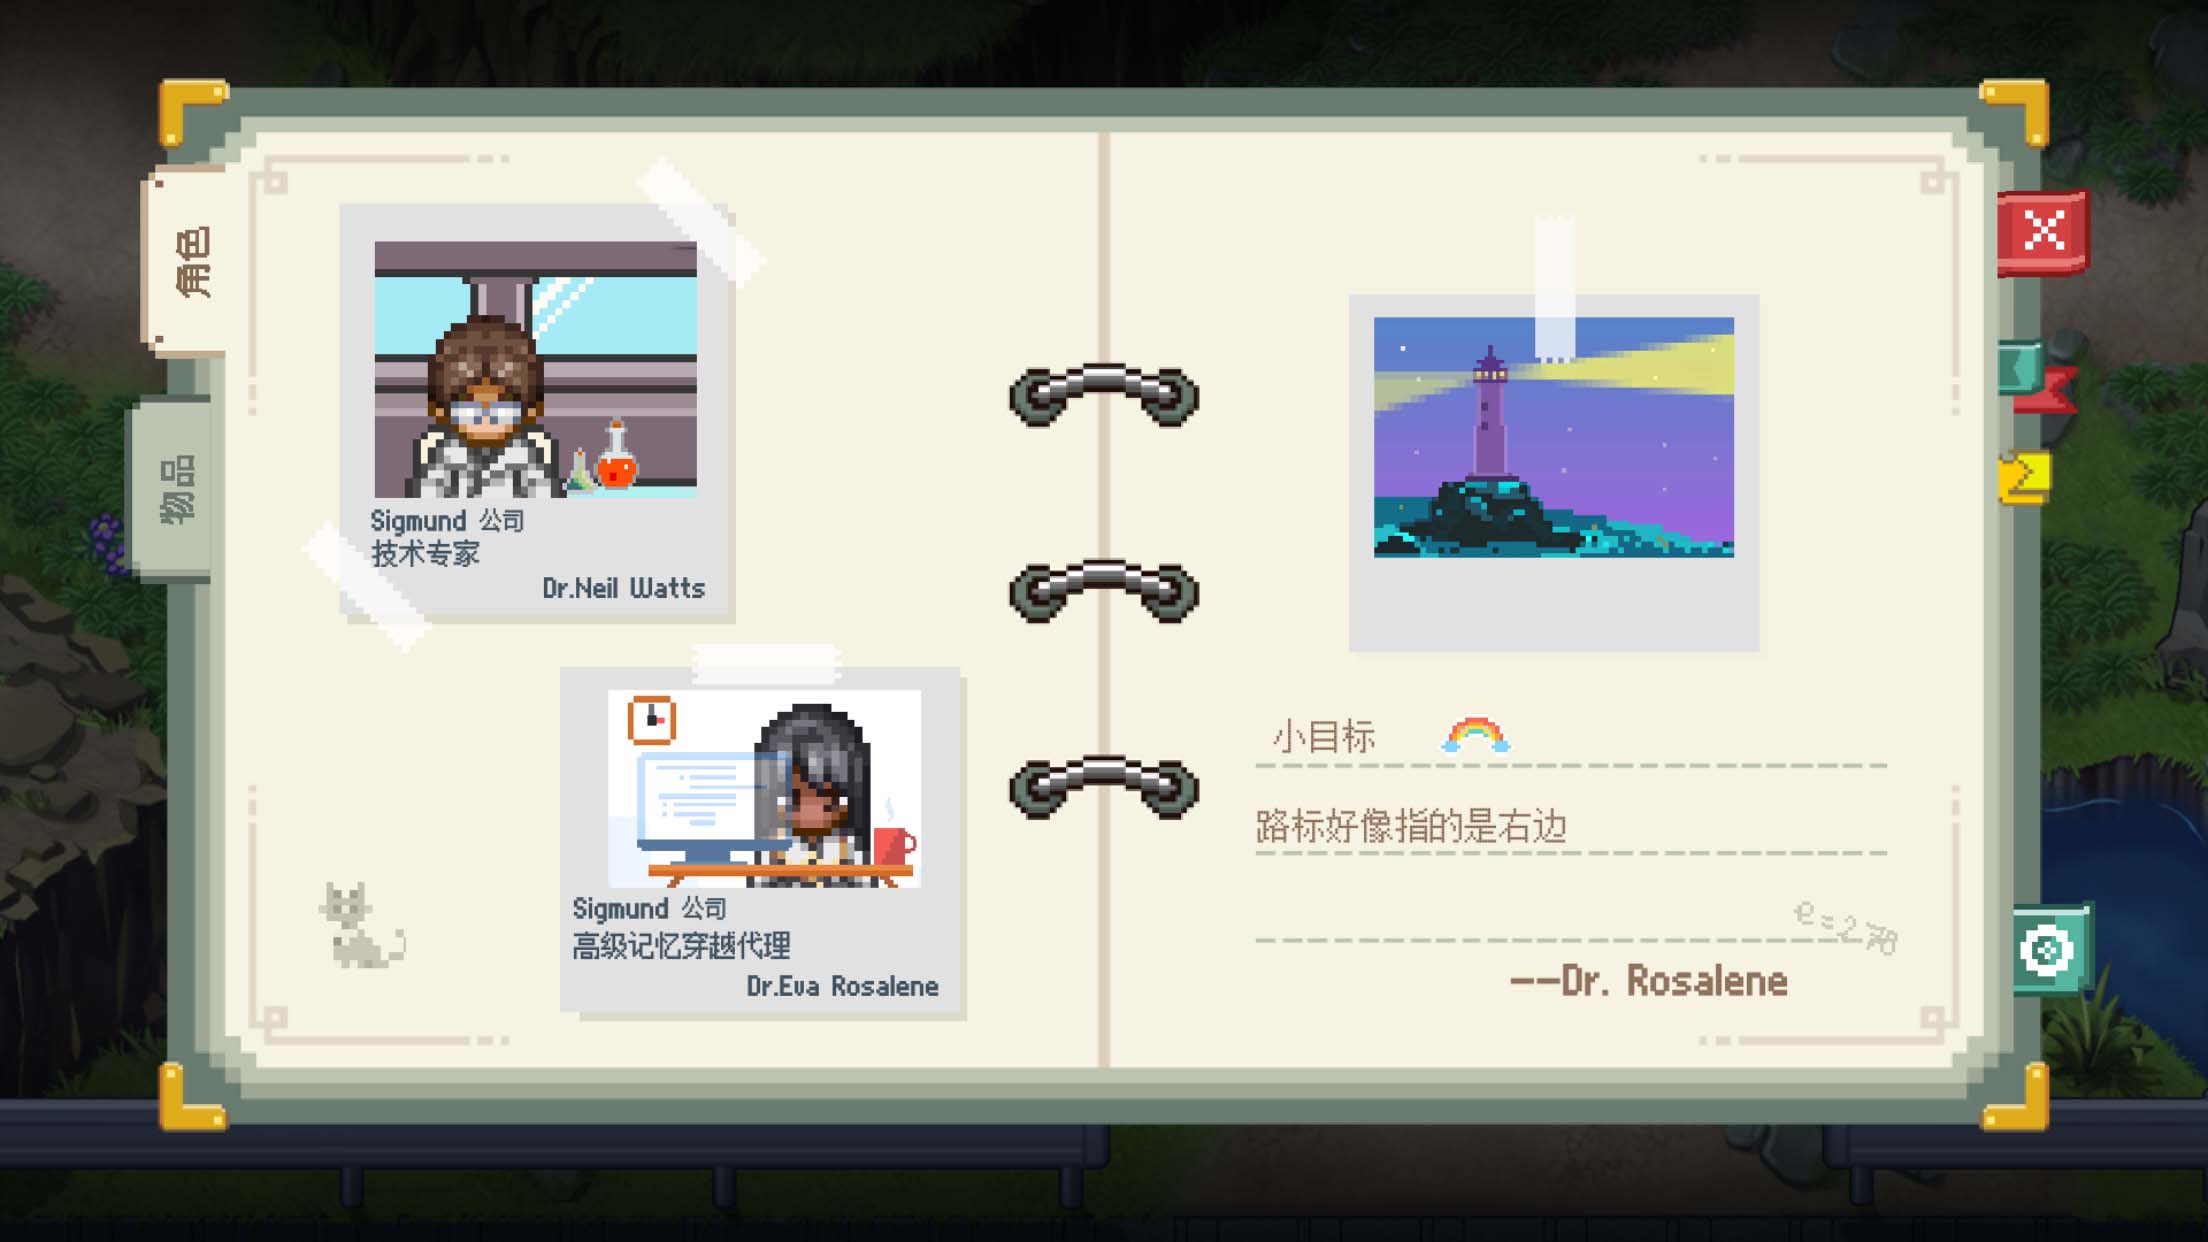 角色
物品
Sigmund 公司
技术专家
Dr.Neil Watts
Sigmund 公司
高级记忆穿越代理
Dr.Eva Rosalene
小目标
路标好像指的是右边
e=2.78
--Dr. Rosalene